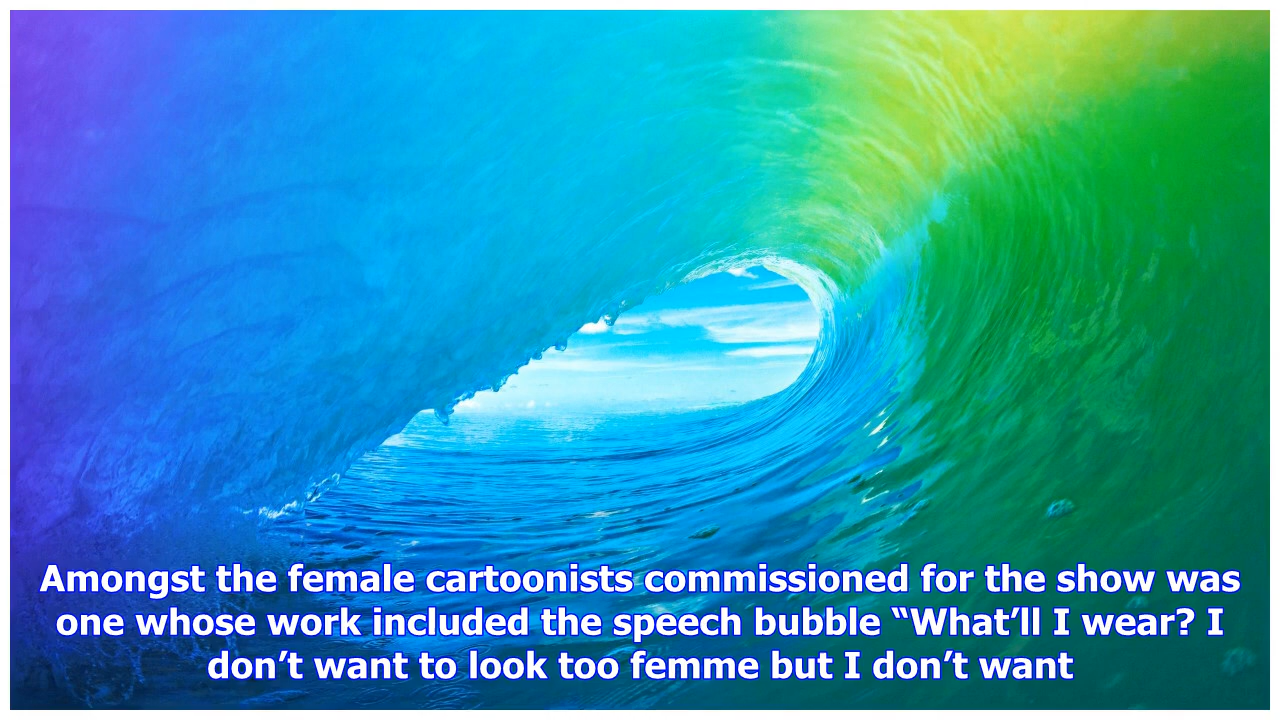 Amongst the female cartoonists commissioned for the show was
one whose work included the speech bubble “What’ll I wear? I
don’t want to look too femme but I don’t want